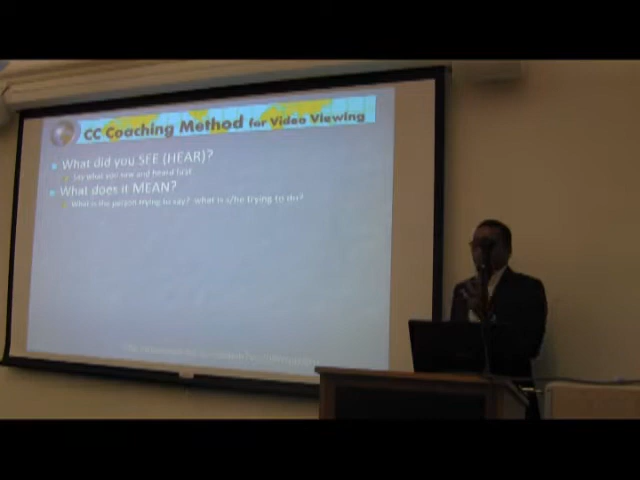 CC Coaching Method for Video Viewing
What did you SEE (HEAR)?
Say what you saw and heard first
What does it MEAN?
What is the person trying to say? what is s/he trying to do?